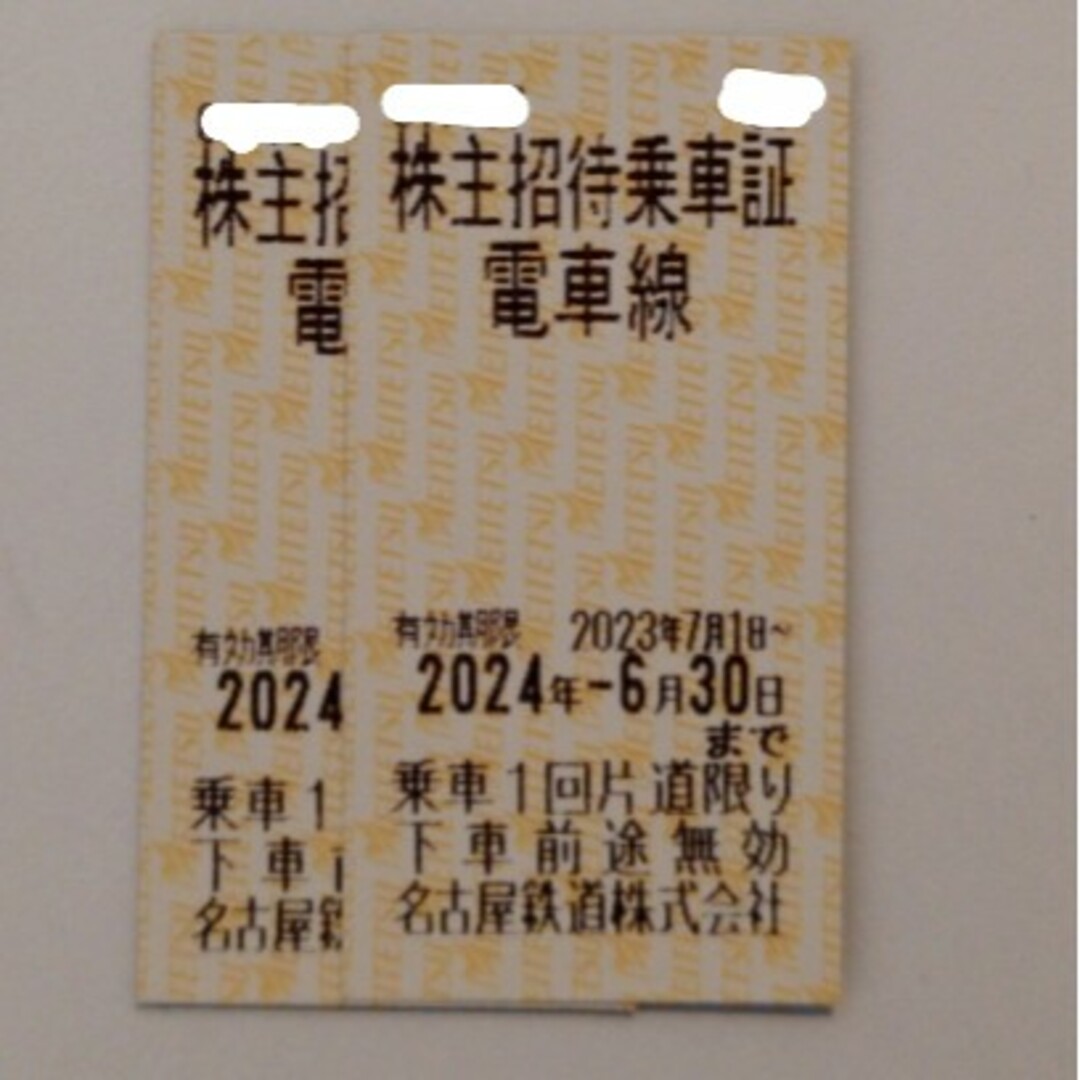 株主招
電
有効期限
2024
乗車1
下車前
名古屋鉄
株主招待乗車証
電車線
有効期限 2023年7月1日~
2024年-6月30日
まで
乗車1回片道限り
下車前途無効
名古屋鉄道株式会社
MEITETSU